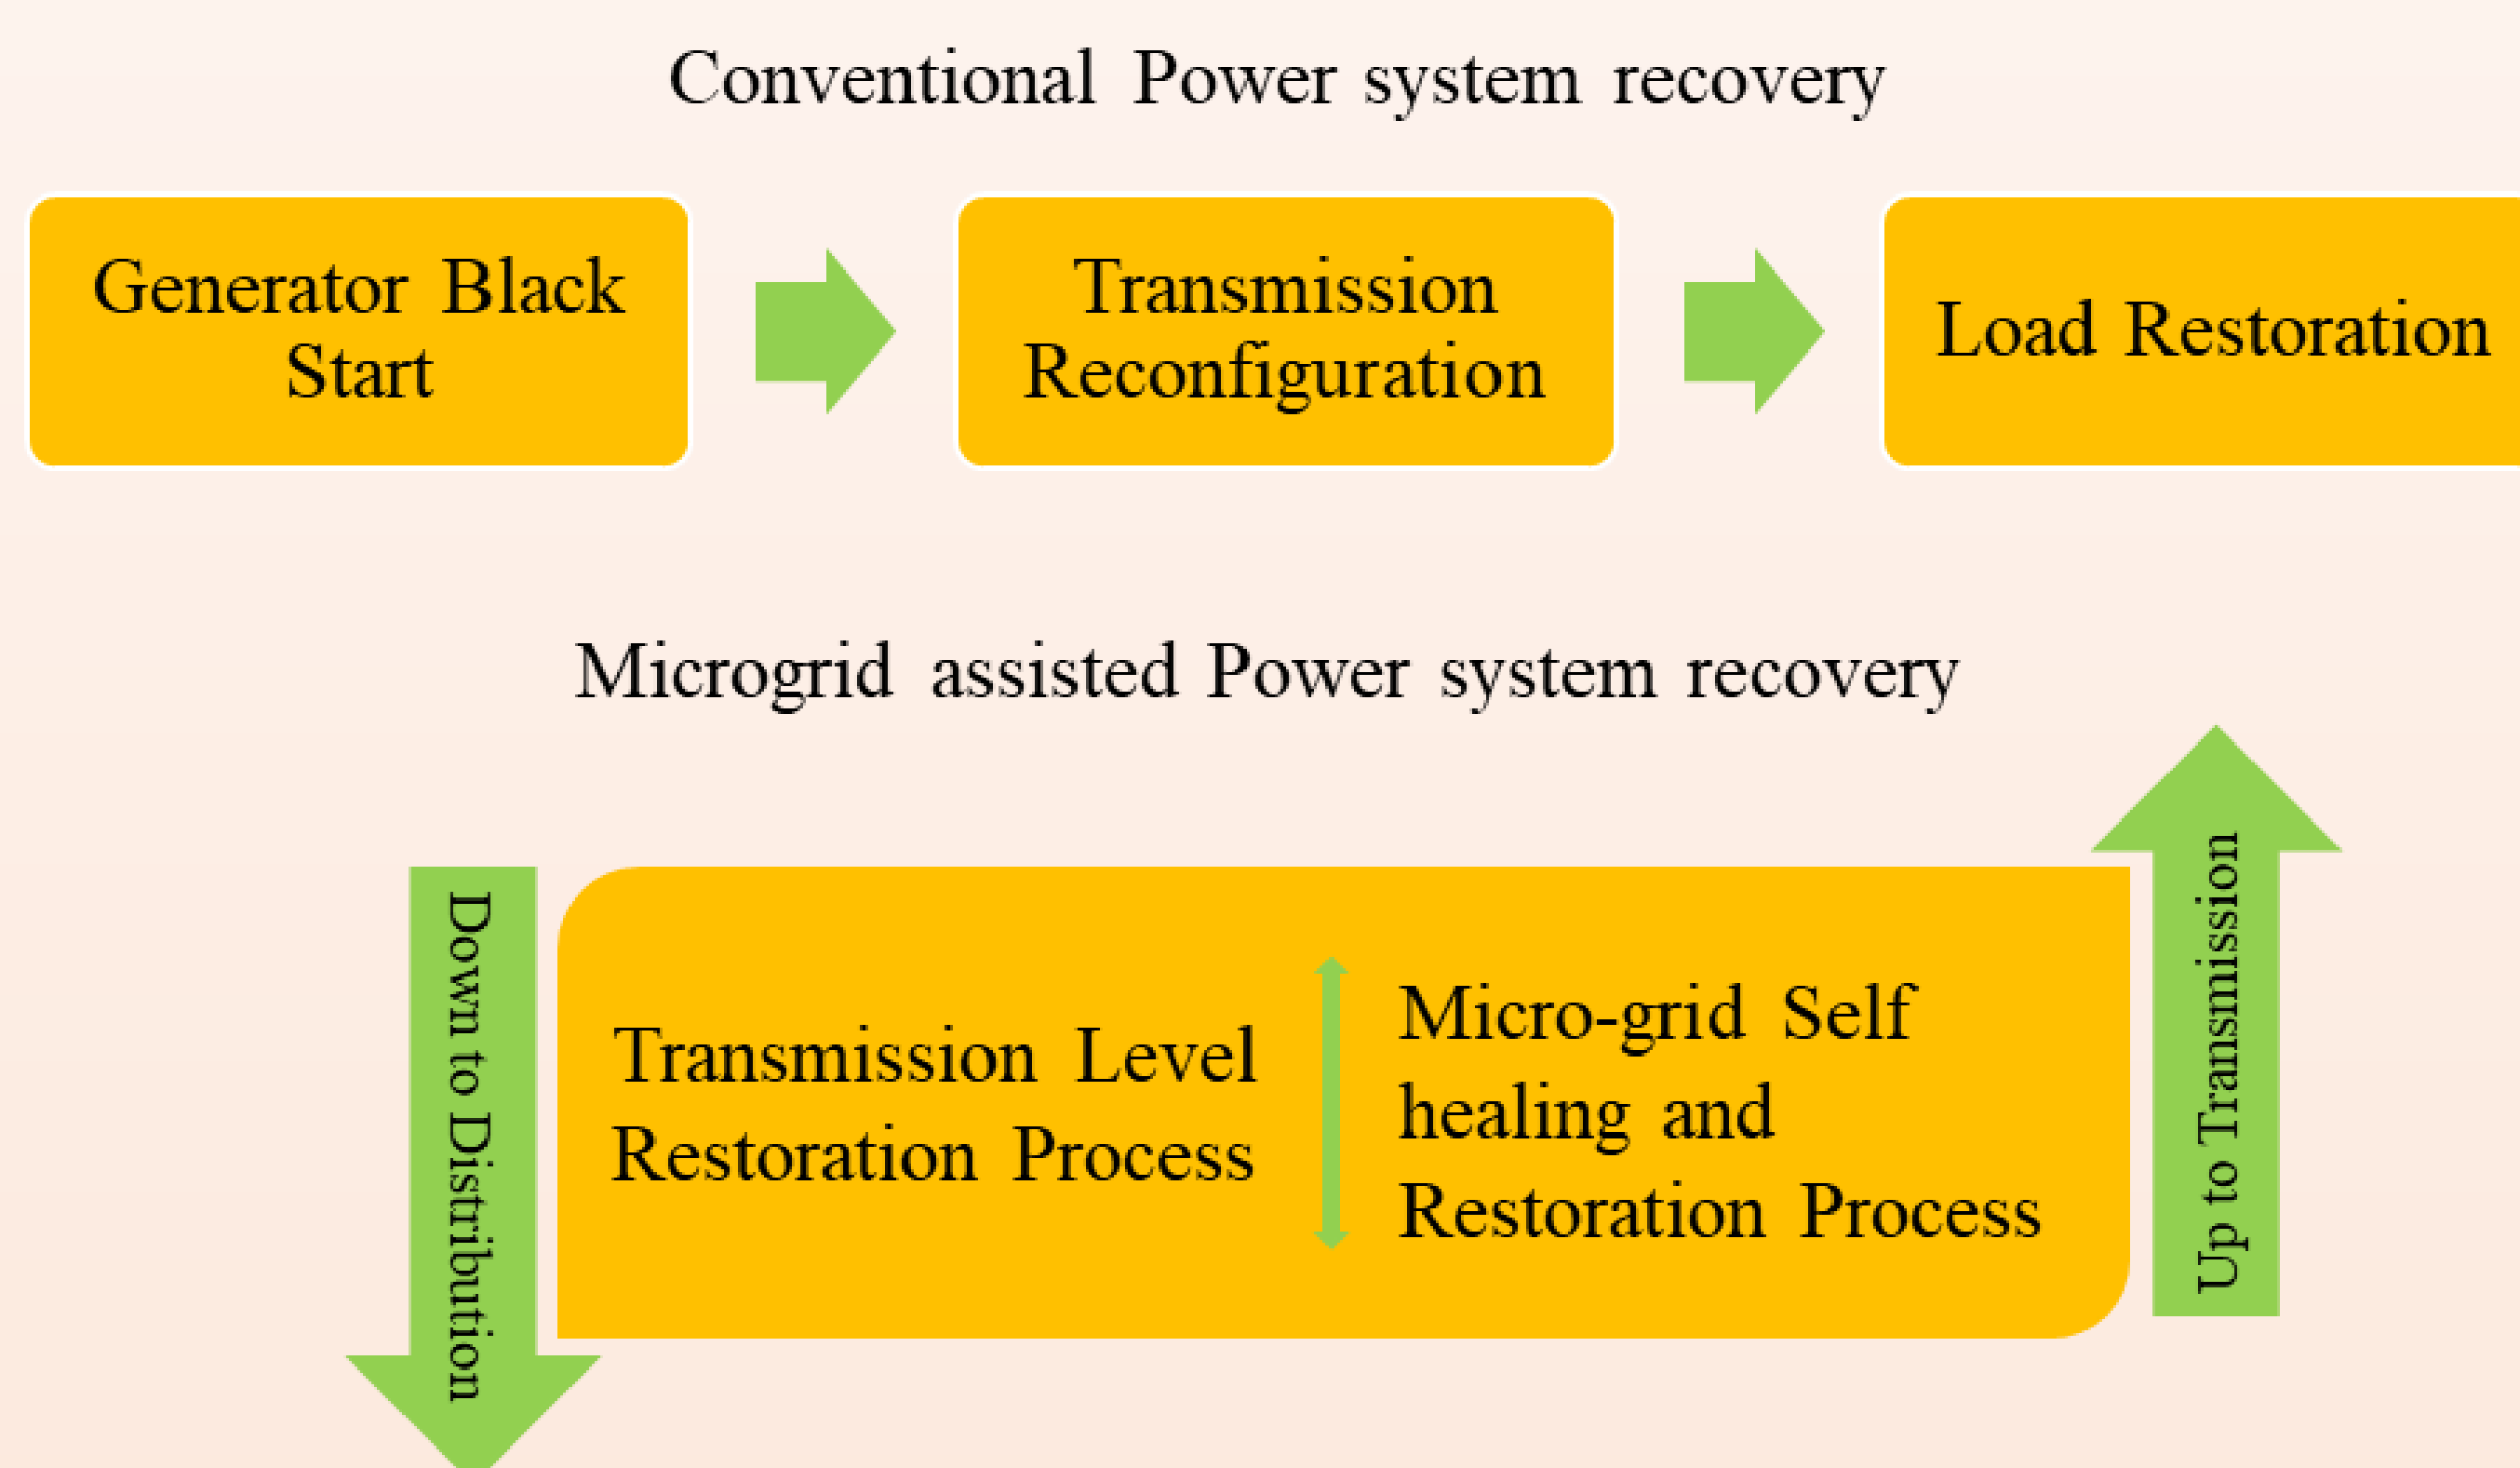 Conventional Power system recovery
Generator Black
Start
Transmission
Reconfiguration
Load Restoration
Microgrid assisted Power system recovery
Down to Distribution
Transmission Level
Restoration Process
Micro-grid Self
healing and
Restoration Process
Up to Transmission